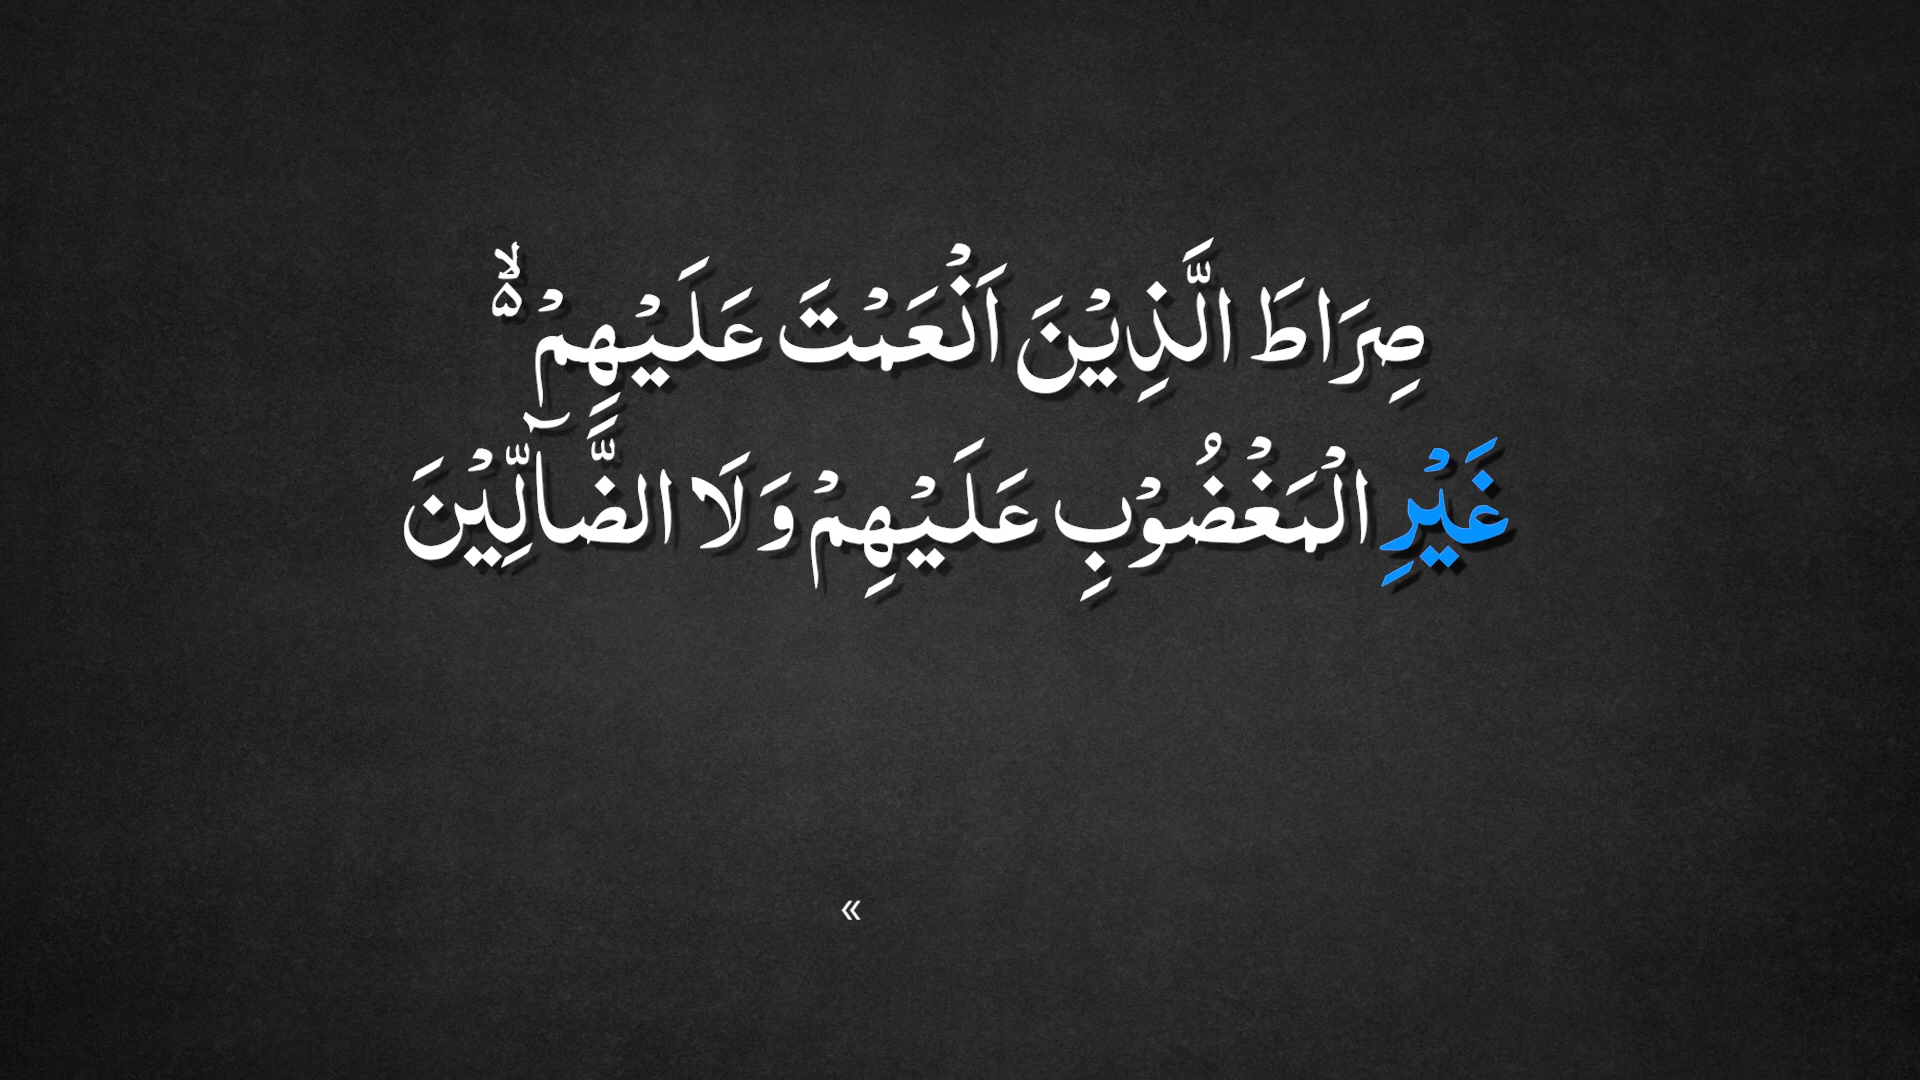 صِرَاطَ الَّذِيْنَ اَنْعَمْتَ عَلَيْهِمْ ۙ۬ۙ
غَيْرِ الْمَغْضُوْبِ عَلَيْهِمْ وَلَا الضَّآلِّيْنَ
«